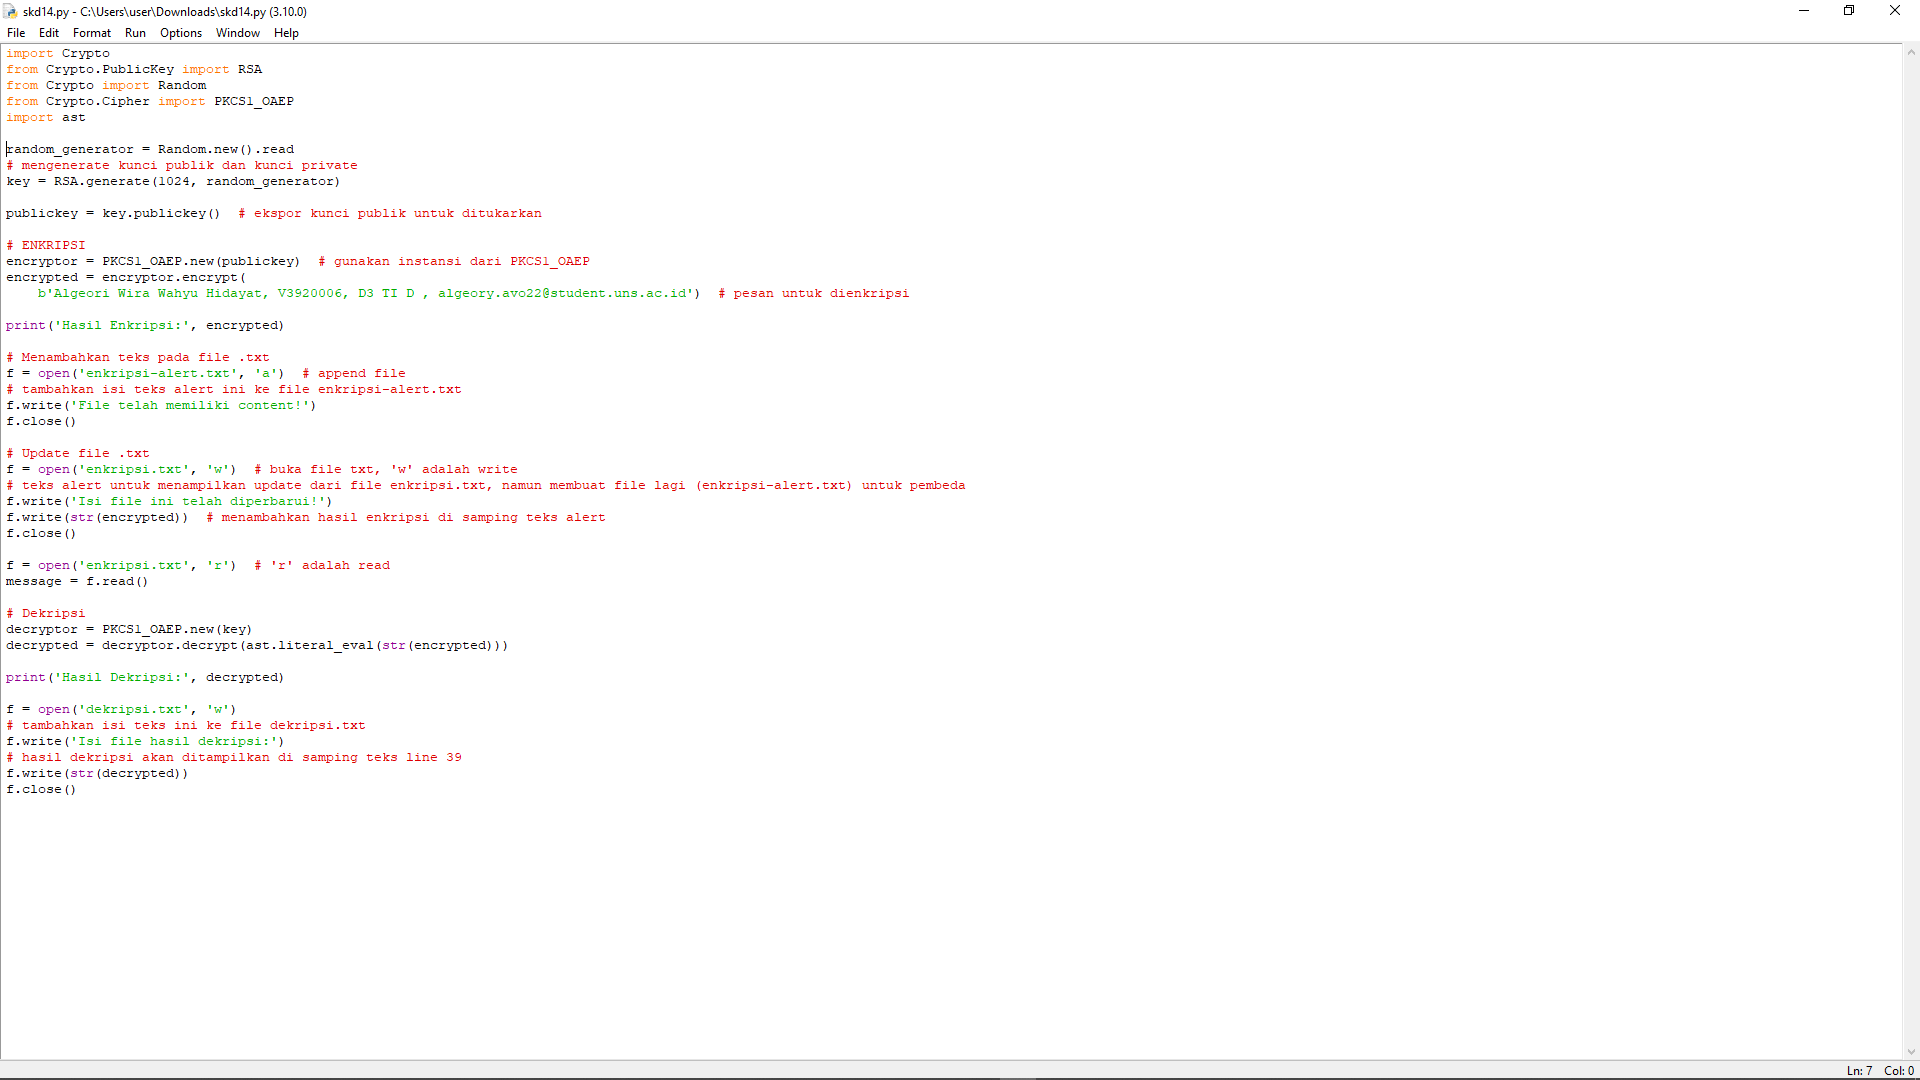 skd14.py - C:\Users\user\Downloads\skd14.py (3.10.0)
File Edit Format Run Options Window Help
import Crypto
from Crypto.PublicKey import RSA
from Crypto import Random
from Crypto.Cipher import PKCS1_OAEP
import ast
random_generator = Random.new().read
# mengenerate kunci publik dan kunci private
key = RSA.generate(1024, random_generator)
publickey = key.publickey()  # ekspor kunci publik untuk ditukarkan
# ENKRIPSI
encryptor = PKCS1_OAEP.new(publickey)  # gunakan instansi dari PKCS1_OAEP
encrypted = encryptor.encrypt(
    b'Algeori Wira Wahyu Hidayat, V3920006, D3 TI D , algeory.avo22@student.uns.ac.id')  # pesan untuk dienkripsi
print('Hasil Enkripsi:', encrypted)
# Menambahkan teks pada file .txt
f = open('enkripsi-alert.txt', 'a')  # append file
# tambahkan isi teks alert ini ke file enkripsi-alert.txt
f.write('File telah memiliki content!')
f.close()
# Update file .txt
f = open('enkripsi.txt', 'w')  # buka file txt, 'w' adalah write
# teks alert untuk menampilkan update dari file enkripsi.txt, namun membuat file lagi (enkripsi-alert.txt) untuk pembeda
f.write('Isi file ini telah diperbarui!')
f.write(str(encrypted))  # menambahkan hasil enkripsi di samping teks alert
f.close()
f = open('enkripsi.txt', 'r')  # 'r' adalah read
message = f.read()
# Dekripsi
decryptor = PKCS1_OAEP.new(key)
decrypted = decryptor.decrypt(ast.literal_eval(str(encrypted)))
print('Hasil Dekripsi:', decrypted)
f = open('dekripsi.txt', 'w')
# tambahkan isi teks ini ke file dekripsi.txt
f.write('Isi file hasil dekripsi:')
# hasil dekripsi akan ditampilkan di samping teks line 39
f.write(str(decrypted))
f.close()
Ln: 7 Col: 0